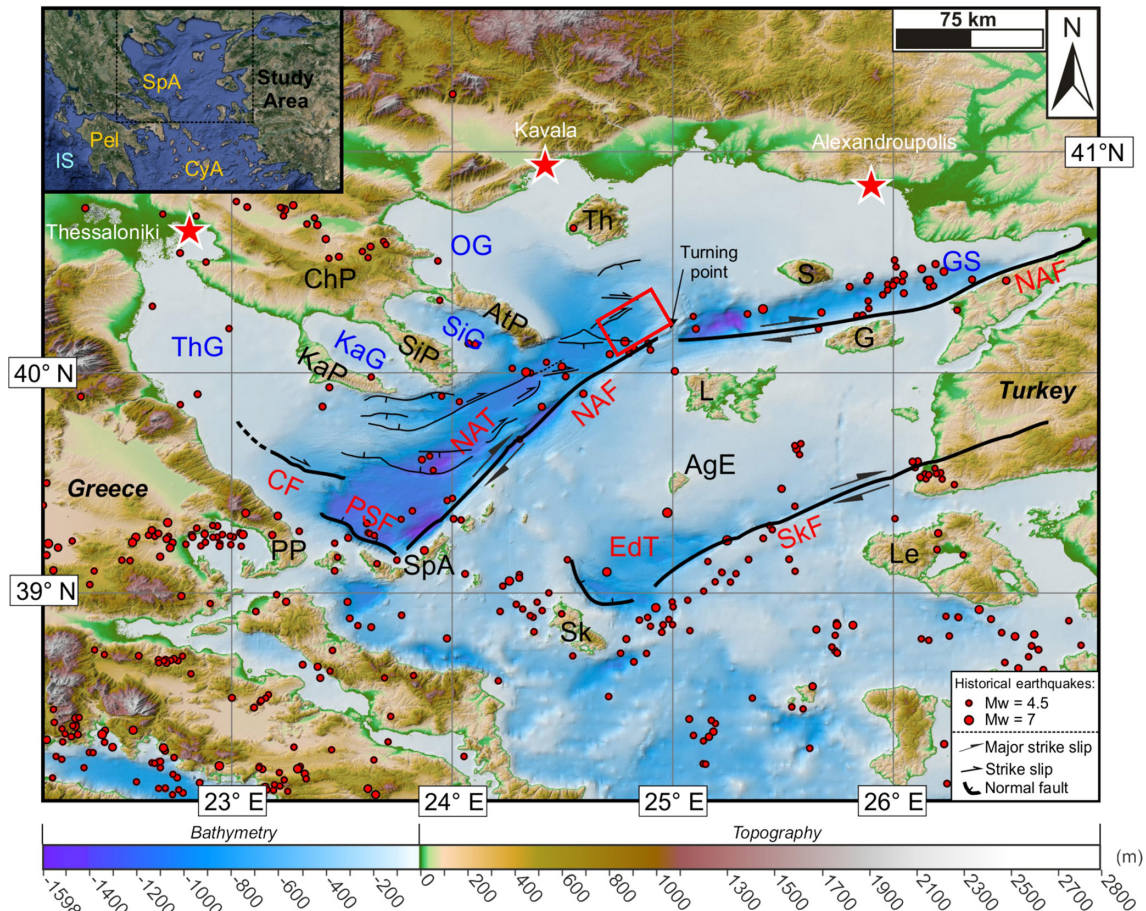 SpA
Study
Area
Pel
IS
CyA
75 km
N
Kavala
Alexandroupolis
41°N
Thessaloniki
Th
OG
Turning
point
ChP
S
GS
NAF
AtP
SiG
ThG
KaG
SiP
KaP
G
40° N
L
Turkey
NAF
NAT
AgE
CF
Greece
PSF
SkF
EdT
PP
SpA
Le
39° N
Sk
Historical earthquakes:
Mw = 4.5
Mw = 7
Major strike slip
Strike slip
Normal fault
23° E
24° E
25° E
26° E
Bathymetry
Topography
(m)
-1598
-1400
-1200
-1000
-800
-600
-400
-200
0
200
400
600
800
1000
1300
1500
1700
1900
2100
2300
2500
2600
2800